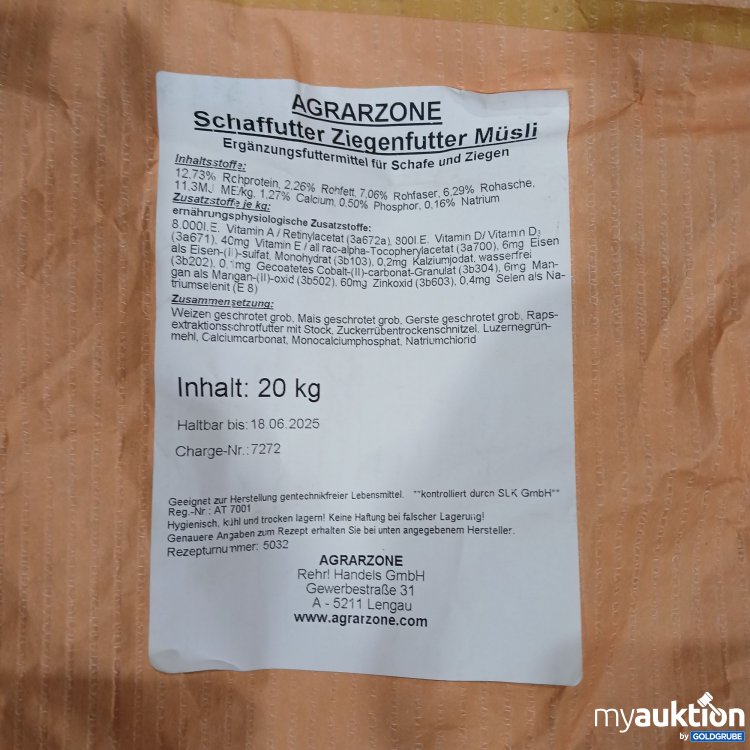 AGRARZONE
Schaffutter Ziegenfutter Müsli
Ergänzungsfuttermittel für Schafe und Ziegen
Inhaltsstoffe:
12,73% Rohprotein, 2,26% Rohfett, 7,06% Rohfaser, 6,29% Rohasche,
11,3MJ ME/kg, 1,27% Calcium, 0,50% Phosphor, 0,16% Natrium
Zusatzstoffe je kg:
ernährungsphysiologische Zusatzstoffe:
8.000I.E. Vitamin A / Retinylacetat (3a672a), 800I.E. Vitamin D/ Vitamin D3
(3a671), 40mg Vitamin E / all rac-alpha-Tocopherylacetat (3a700), 6mg Eisen
als Eisen-(II)-sulfat, Monohydrat (3b103), 0,2mg Kalziumjodat, wasserfrei
(3b202), 0,1mg Gecoatetes Cobalt-(II)-carbonat-Granulat (3b304), 6mg Man-
gan als Mangan-(II)-oxid (3b502), 60mg Zinkoxid (3b603), 0,4mg Selen als Na-
triumselenit (E 8)
Zusammensetzung:
Weizen geschrotet grob, Mais geschrotet grob, Gerste geschrotet grob, Raps-
extraktionsschrotfutter mit Stock, Zuckerrübentrockenschnitzel, Luzernegrün-
mehl, Calciumcarbonat, Monocalciumphosphat, Natriumchlorid
Inhalt: 20 kg
Haltbar bis: 18.06.2025
Charge-Nr.: 7272
Geeignet zur Herstellung gentechnikfreier Lebensmittel. **kontrolliert durch SLK GmbH**
Reg.-Nr.: AT 7001
Hygienisch, kühl und trocken lagern! Keine Haftung bei falscher Lagerung!
Genauere Angaben zum Rezept erhalten Sie bei unten angegebenem Hersteller.
Rezepturnummer: 5032
AGRARZONE
Rehrl Handels GmbH
Gewerbestraße 31
A - 5211 Lengau
www.agrarzone.com
myauktion
by GOLDGRUBE